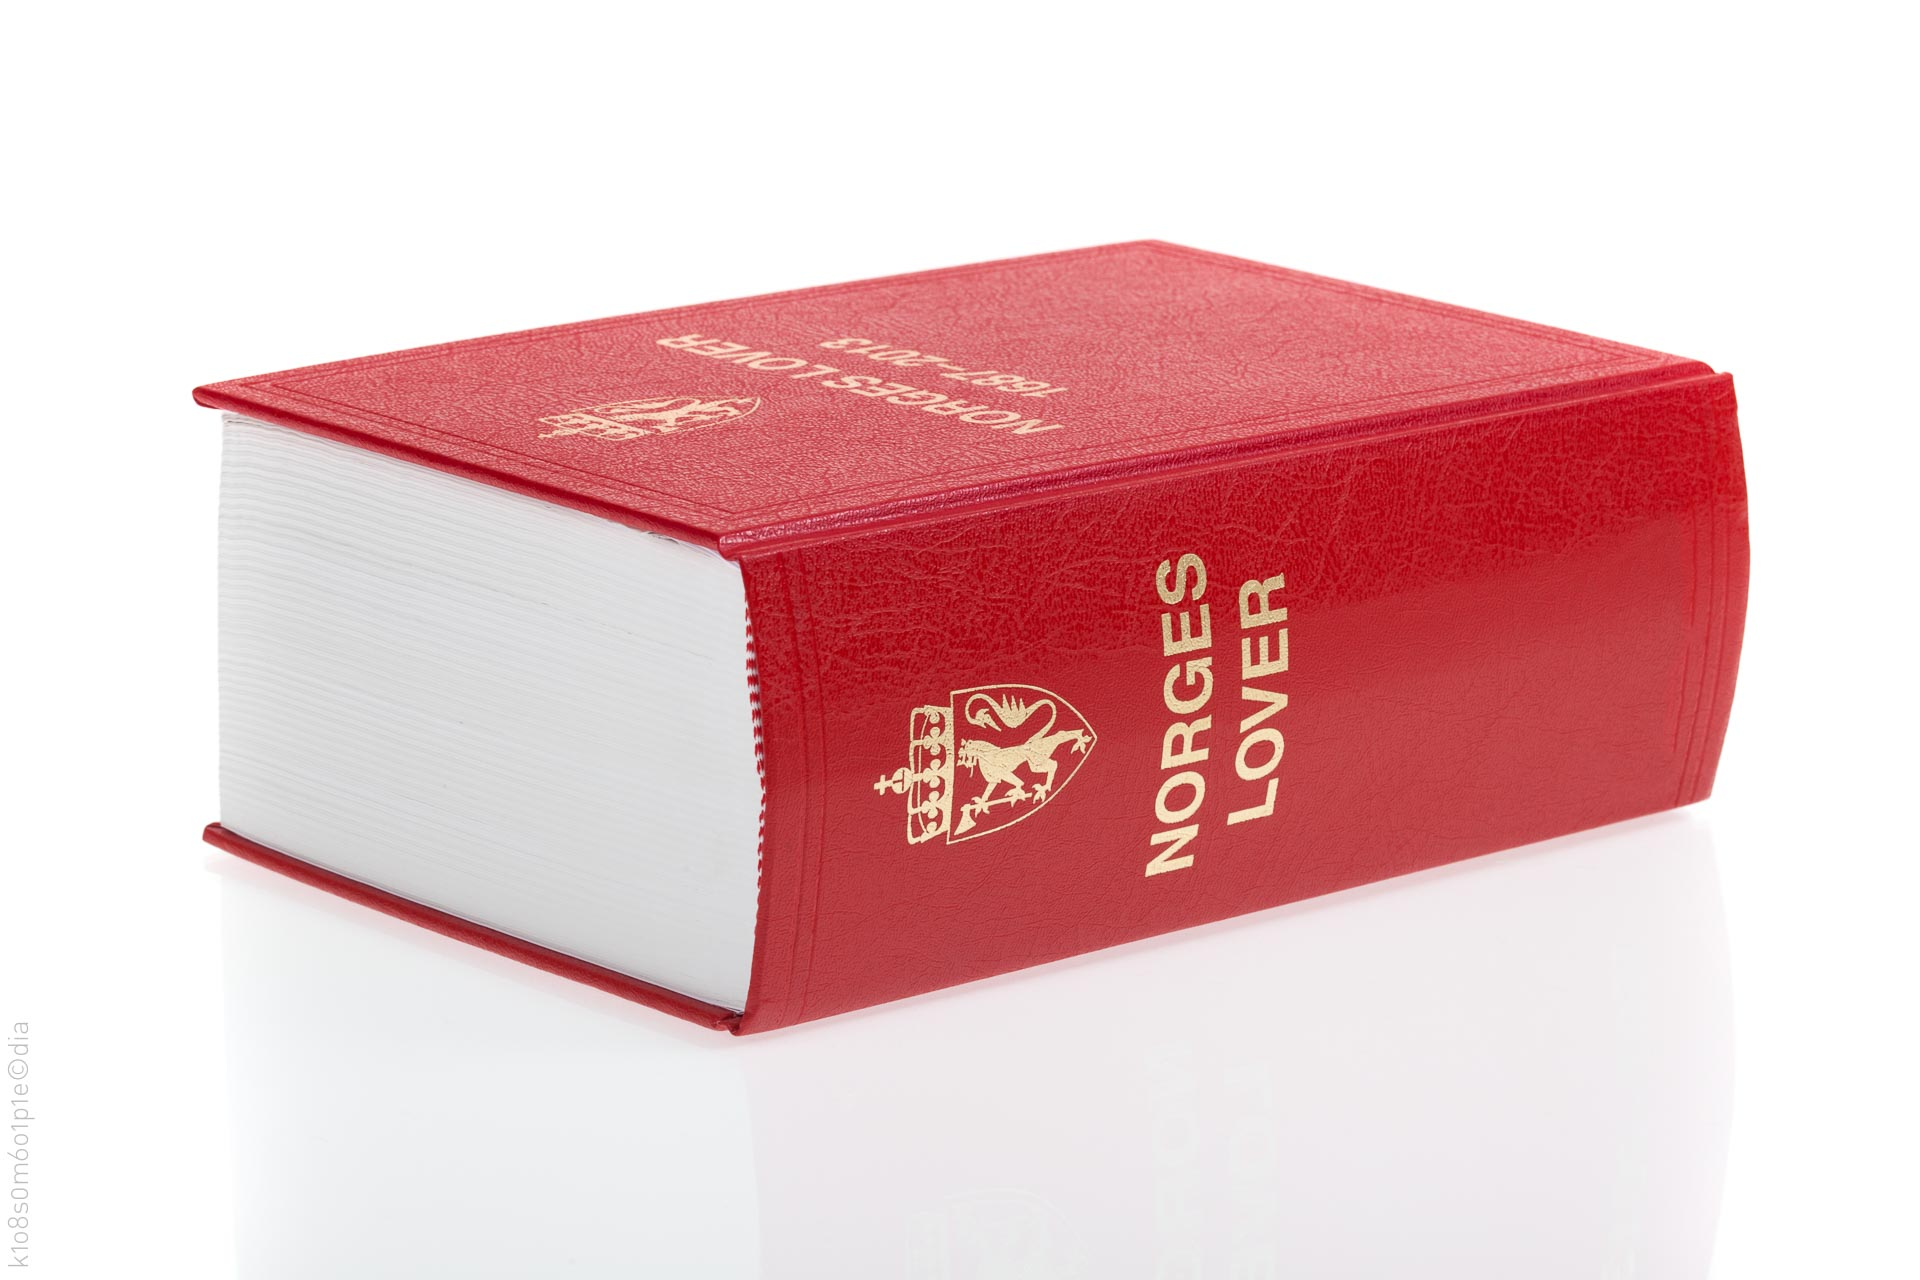 NORGES LOVER
1687-2013
NORGES
LOVER
k1o8s0m6o1p1e©dia